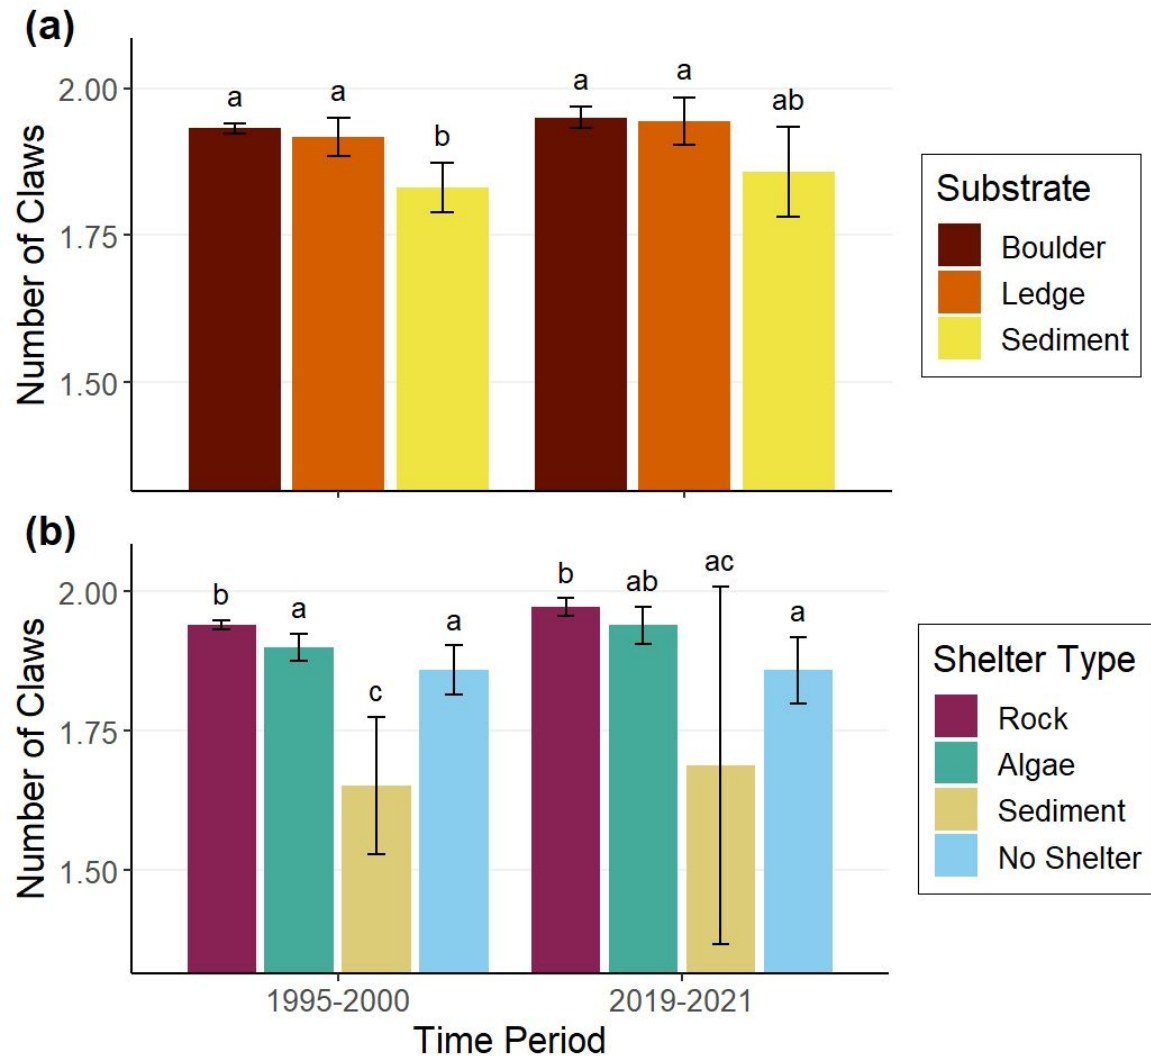 (a)
Number of Claws
2.00
1.75
1.50
a
a
b
a
a
ab
Substrate
Boulder
Ledge
Sediment
(b)
Number of Claws
2.00
1.75
1.50
b
a
c
a
b
ab
ac
a
Shelter Type
Rock
Algae
Sediment
No Shelter
1995-2000
2019-2021
Time Period